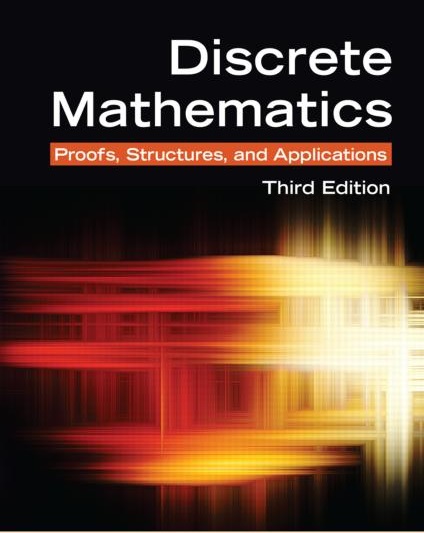 Discrete
Mathematics
Proofs, Structures, and Applications
Third Edition